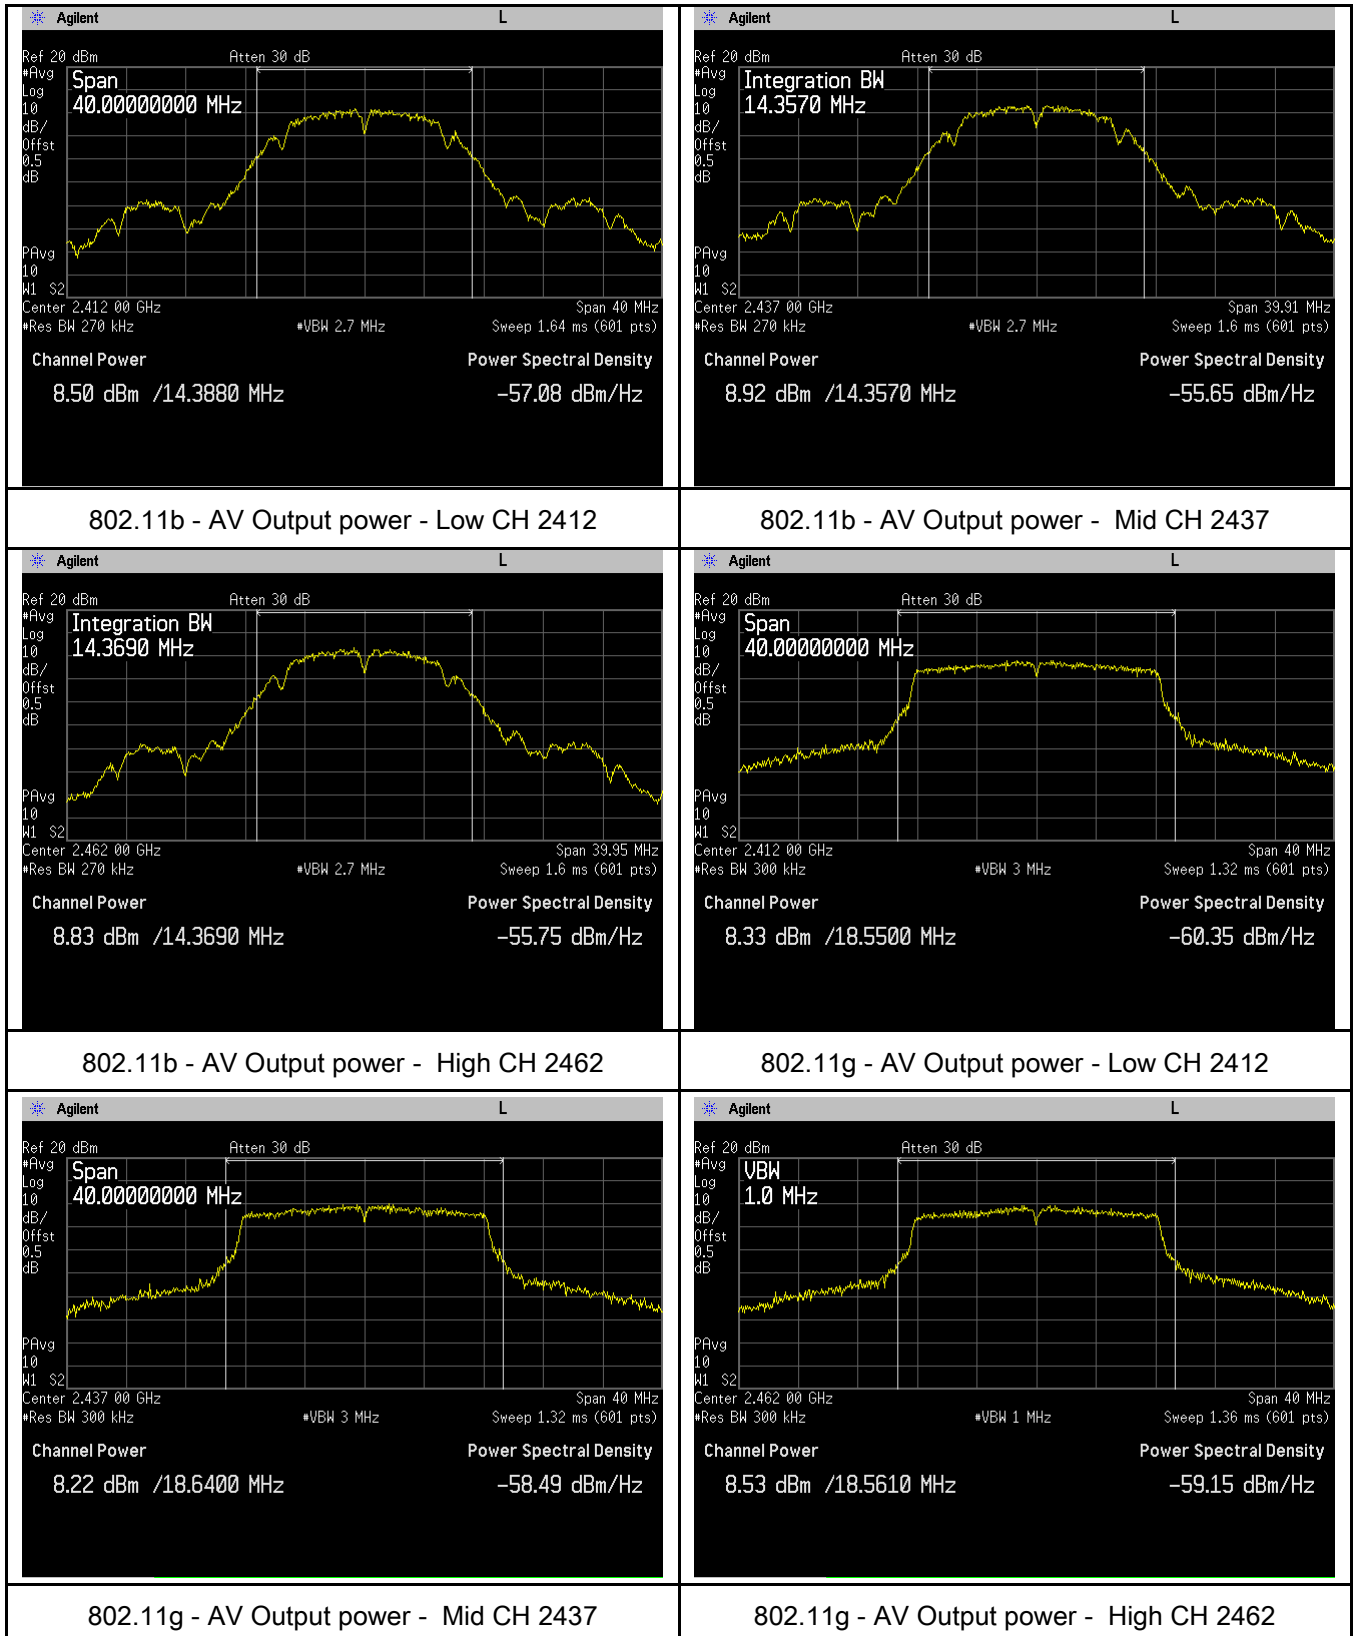 Agilent L
Ref 20 dBm Atten 30 dB
#Avg
Log
10
dB/
Offst
0.5
dB
Span
40.00000000 MHz
PAvg
10
W1 S2
Center 2.412 00 GHz Span 40 MHz
#Res BW 270 kHz #VBW 2.7 MHz Sweep 1.64 ms (601 pts)
Channel Power Power Spectral Density
8.50 dBm /14.3880 MHz -57.08 dBm/Hz
802.11b - AV Output power - Low CH 2412
Agilent L
Ref 20 dBm Atten 30 dB
#Avg
Log
10
dB/
Offst
0.5
dB
Integration BW
14.3570 MHz
PAvg
10
W1 S2
Center 2.437 00 GHz Span 39.91 MHz
#Res BW 270 kHz #VBW 2.7 MHz Sweep 1.6 ms (601 pts)
Channel Power Power Spectral Density
8.92 dBm /14.3570 MHz -55.65 dBm/Hz
802.11b - AV Output power - Mid CH 2437
Agilent L
Ref 20 dBm Atten 30 dB
#Avg
Log
10
dB/
Offst
0.5
dB
Integration BW
14.3690 MHz
PAvg
10
W1 S2
Center 2.462 00 GHz Span 39.95 MHz
#Res BW 270 kHz #VBW 2.7 MHz Sweep 1.6 ms (601 pts)
Channel Power Power Spectral Density
8.83 dBm /14.3690 MHz -55.75 dBm/Hz
802.11b - AV Output power - High CH 2462
Agilent L
Ref 20 dBm Atten 30 dB
#Avg
Log
10
dB/
Offst
0.5
dB
Span
40.00000000 MHz
PAvg
10
W1 S2
Center 2.412 00 GHz Span 40 MHz
#Res BW 300 kHz #VBW 3 MHz Sweep 1.32 ms (601 pts)
Channel Power Power Spectral Density
8.33 dBm /18.5500 MHz -60.35 dBm/Hz
802.11g - AV Output power - Low CH 2412
Agilent L
Ref 20 dBm Atten 30 dB
#Avg
Log
10
dB/
Offst
0.5
dB
Span
40.00000000 MHz
PAvg
10
W1 S2
Center 2.437 00 GHz Span 40 MHz
#Res BW 300 kHz #VBW 3 MHz Sweep 1.32 ms (601 pts)
Channel Power Power Spectral Density
8.22 dBm /18.6400 MHz -58.49 dBm/Hz
802.11g - AV Output power - Mid CH 2437
Agilent L
Ref 20 dBm Atten 30 dB
#Avg
Log
10
dB/
Offst
0.5
dB
VBW
1.0 MHz
PAvg
10
W1 S2
Center 2.462 00 GHz Span 40 MHz
#Res BW 300 kHz #VBW 1 MHz Sweep 1.36 ms (601 pts)
Channel Power Power Spectral Density
8.53 dBm /18.5610 MHz -59.15 dBm/Hz
802.11g - AV Output power - High CH 2462